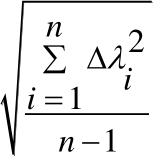 √(∑_{i=1}^{n} Δλ_i^2 / (n−1))